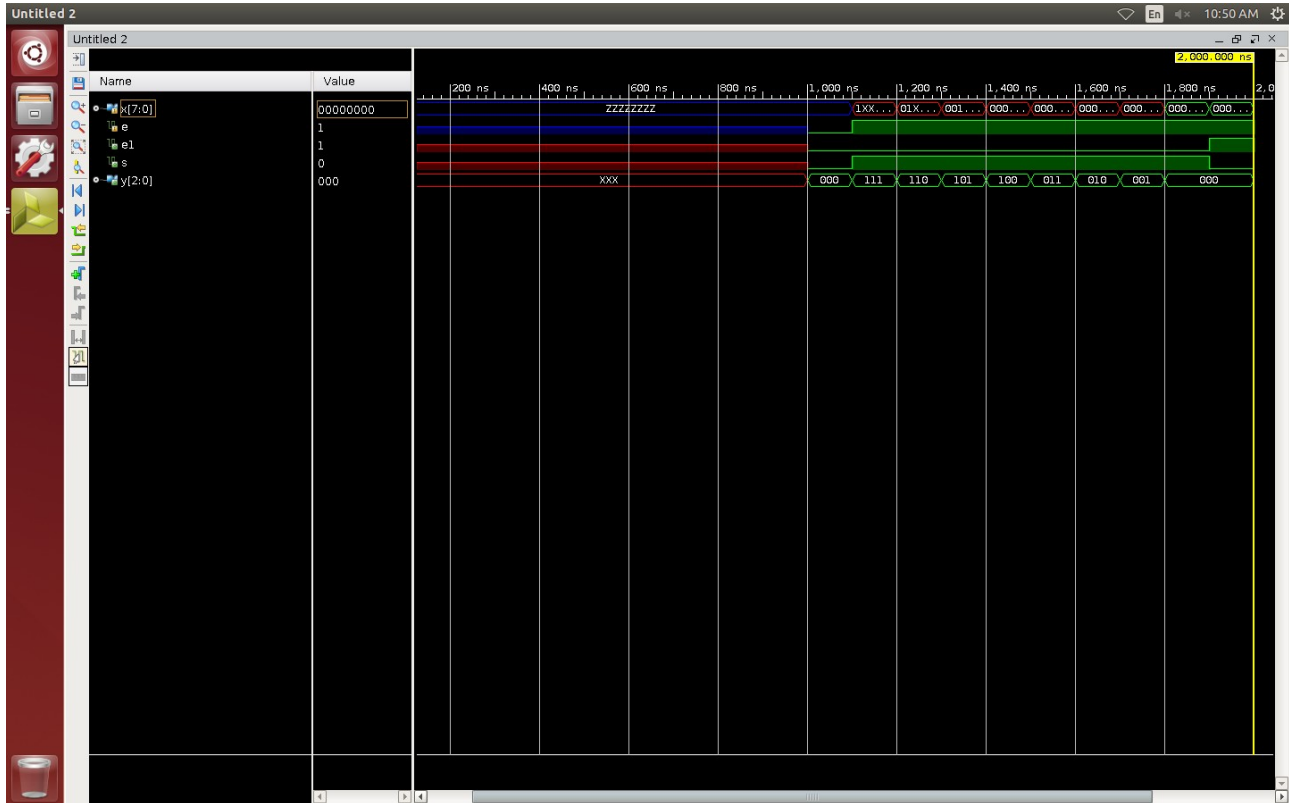 Untitled 2
En
10:50 AM
Untitled 2
2,000.000 ns
Name
Value
200 ns 400 ns 600 ns 800 ns 1,000 ns 1,200 ns 1,400 ns 1,600 ns 1,800 ns 2,0
x[7:0] 00000000 ZZZZZZZZ 1XX... 01X... 001... 000... 000... 000... 000... 000... 000...
e 1
e1 1
s 0
y[2:0] 000 XXX 000 111 110 101 100 011 010 001 000